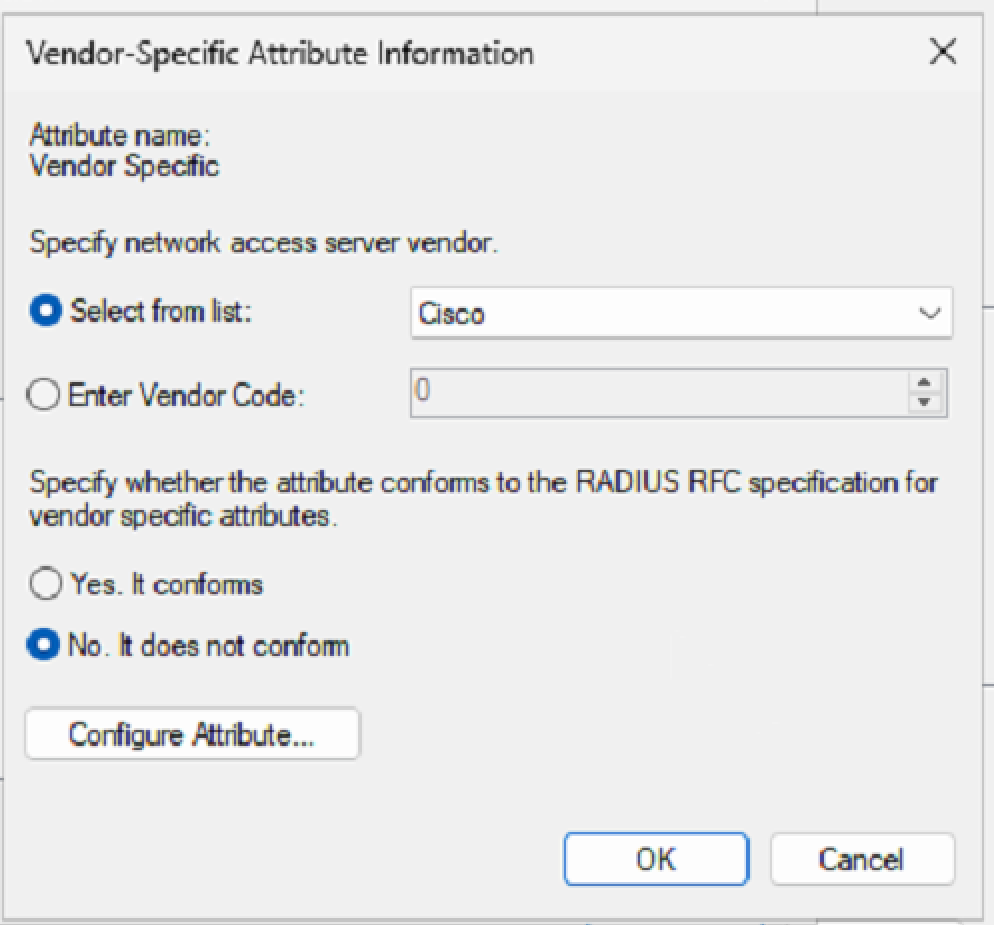 Vendor-Specific Attribute Information
Attribute name:
Vendor Specific
Specify network access server vendor.
Select from list:
Cisco
Enter Vendor Code:
0
Specify whether the attribute conforms to the RADIUS RFC specification for
vendor specific attributes.
Yes. It conforms
No. It does not conform
Configure Attribute...
OK
Cancel